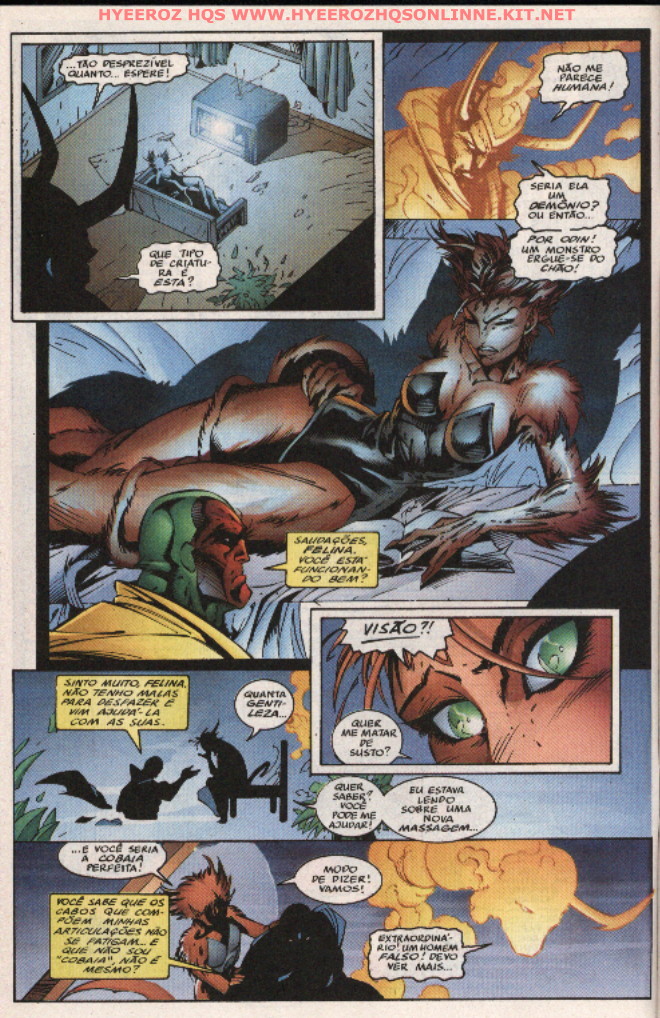 HYEEROZ HQS WWW.HYEEROZHQSONLINNE.KIT.NET
...TÃO DESPREZÍVEL
QUANTO... ESPERE!
QUE TIPO
DE CRIATU-
RA É
ESTA?
NÃO ME
PARECE
HUMANA!
SERIA ELA
UM
DEMÔNIO?
OU ENTÃO...
POR ODIN!
UM MONSTRO
ERGUE-SE DO
CHÃO!
SAUDAÇÕES,
FELINA.
VOCÊ ESTÁ
FUNCIONAN-
DO BEM?
VISÃO?!
QUER
ME MATAR
DE
SUSTO?
SINTO MUITO, FELINA.
NÃO TENHO MALAS
PARA DESFAZER E
VIM AJUDÁ-LA
COM AS SUAS.
QUANTA
GENTI-
LEZA...
QUER
SABER?
VOCÊ
PODE ME
AJUDAR!
EU ESTAVA
LENDO
SOBRE UMA
NOVA
MASSAGEM...
...E VOCÊ SERIA
A COBAIA
PERFEITA!
MODO
DE DIZER!
VAMOS!
VOCÊ SABE QUE OS
CABOS QUE COM-
PÕEM MINHAS
ARTICULAÇÕES NÃO
SE FATIGAM... E
QUE NÃO SOU
"COBAIA", NÃO É
MESMO?
EXTRAORDINÁ-
RIO! UM HOMEM
FALSO! DEVO
VER MAIS...